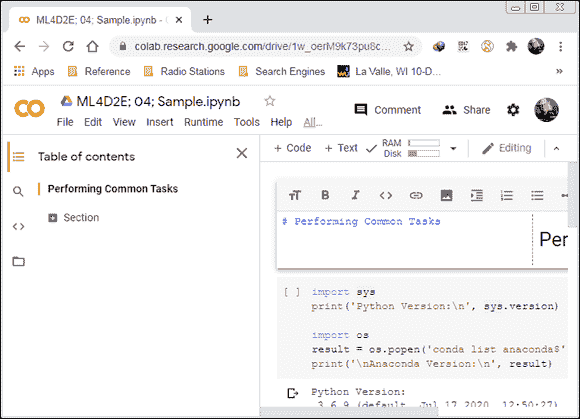 ML4D2E; 04; Sample.ipynb -
colab.research.google.com/drive/1w_oerM9k73pu8c...
Apps Reference Radio Stations Search Engines La Valle, WI 10-D...
ML4D2E; 04; Sample.ipynb
Comment Share
File Edit View Insert Runtime Tools Help All...
Table of contents
+ Code + Text RAM Disk Editing
Performing Common Tasks
Section
# Performing Common Tasks
Per
[ ] import sys
print('Python Version:\n', sys.version)
import os
result = os.popen('conda list anaconda$'
print('\nAnaconda Version:\n', result)
Python Version:
3.6.9 (default, Jul 17 2020, 12:50:27)